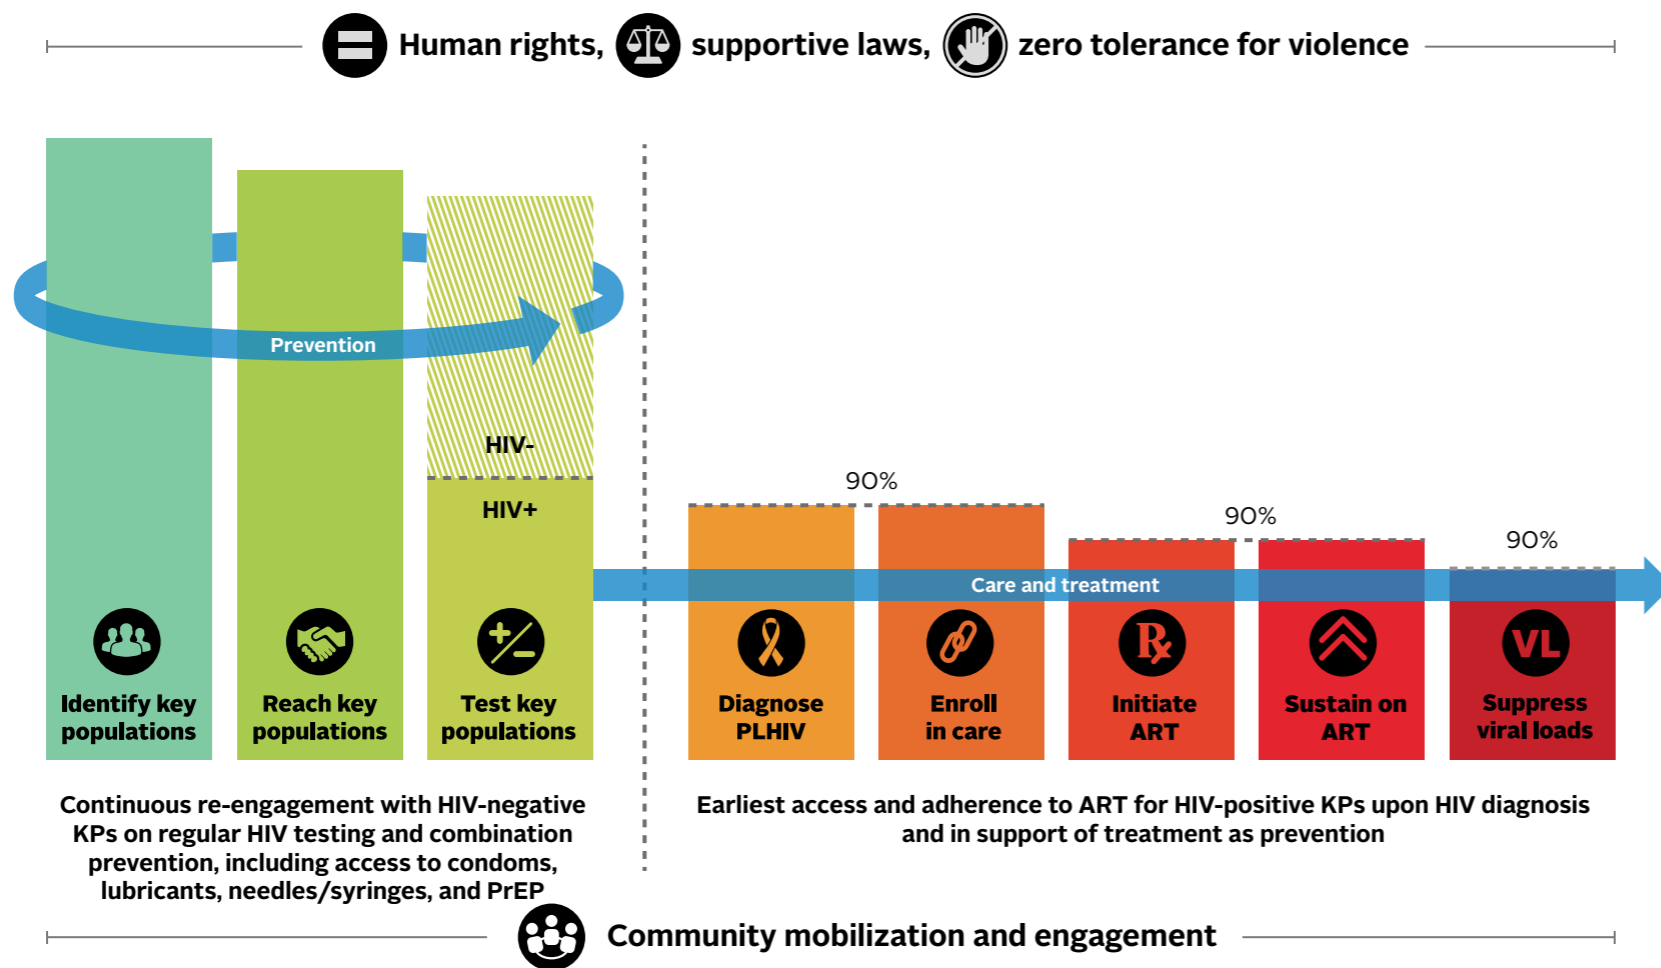 Human rights, supportive laws, zero tolerance for violence
Prevention
HIV-
HIV+
Identify key
populations
Reach key
populations
Test key
populations
Continuous re-engagement with HIV-negative
KPs on regular HIV testing and combination
prevention, including access to condoms,
lubricants, needles/syringes, and PrEP
90%
90%
90%
Care and treatment
Diagnose
PLHIV
Enroll
in care
Rx
Initiate
ART
Sustain on
ART
VL
Suppress
viral loads
Earliest access and adherence to ART for HIV-positive KPs upon HIV diagnosis
and in support of treatment as prevention
Community mobilization and engagement